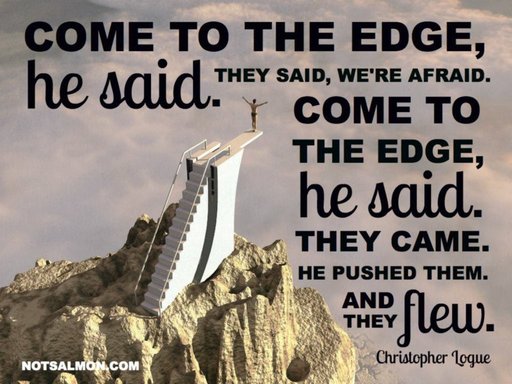 COME TO THE EDGE,
he said. THEY SAID, WE'RE AFRAID.
COME TO
THE EDGE,
he said.
THEY CAME.
HE PUSHED THEM.
AND
THEY flew.
Christopher Logue
NOTSALMON.COM